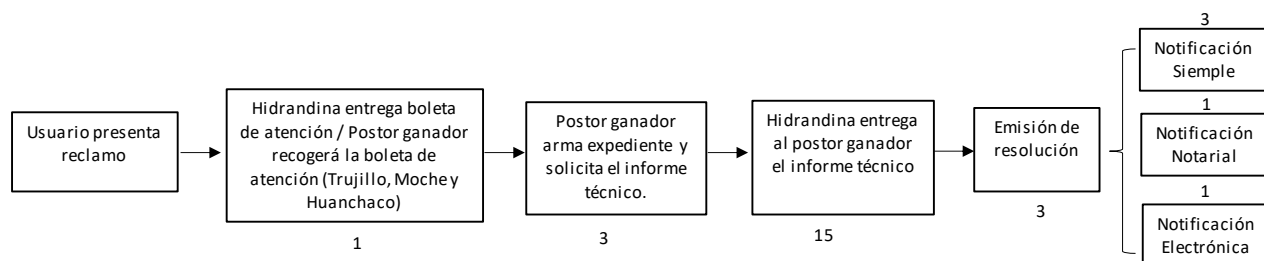 Usuario presenta
reclamo
Hidrandina entrega boleta
de atención / Postor ganador
recogerá la boleta de
atención (Trujillo, Moche y
Huanchaco)
1
Postor ganador
arma expediente y
solicita el informe
técnico.
3
Hidrandina entrega
al postor ganador
el informe técnico
15
Emisión de
resolución
3
3
Notificación
Siemple
1
Notificación
Notarial
1
Notificación
Electrónica